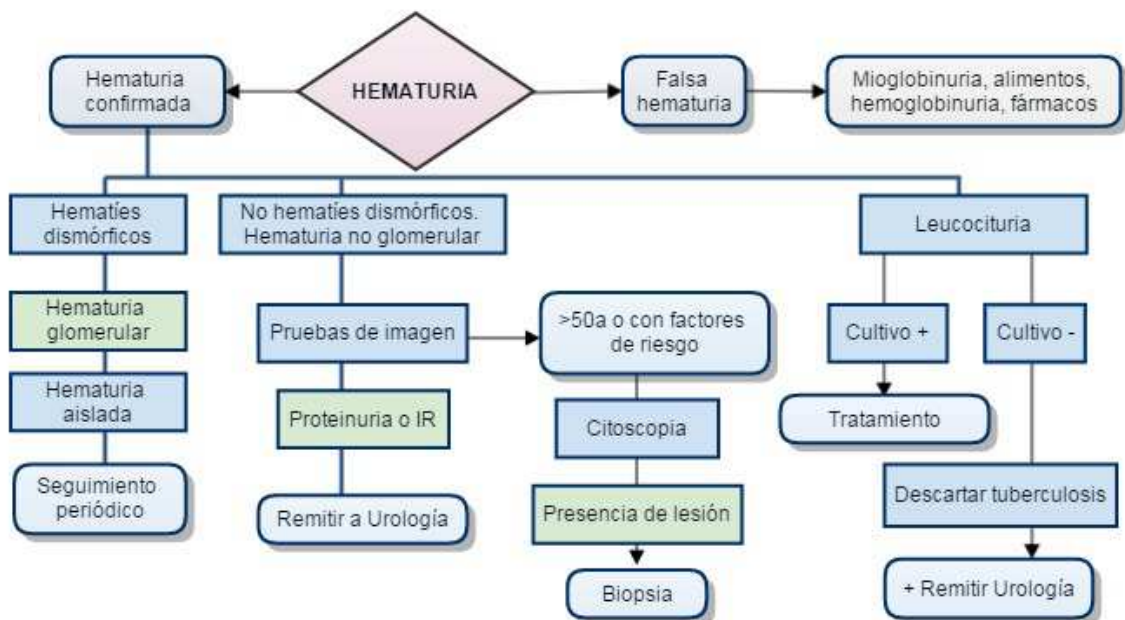 Hematuria
confirmada
HEMATURIA
Falsa
hematuria
Mioglobinuria, alimentos,
hemoglobinuria, fármacos
Hematíes
dismórficos
No hematíes dismórficos.
Hematuria no glomerular
Leucocituria
Hematuria
glomerular
Pruebas de imagen
>50a o con factores
de riesgo
Cultivo +
Cultivo -
Hematuria
aislada
Proteinuria o IR
Citoscopia
Tratamiento
Seguimiento
periódico
Remitir a Urología
Presencia de lesión
Descartar tuberculosis
Biopsia
+ Remitir Urología